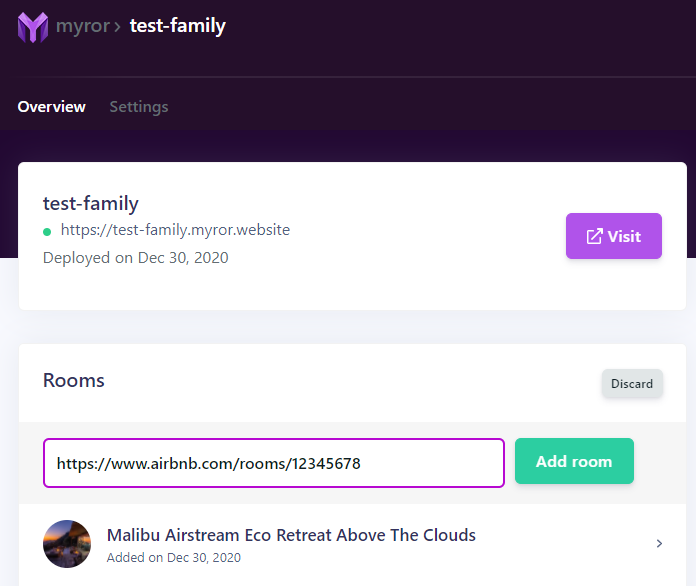 myror › test-family
Overview Settings
test-family
https://test-family.myror.website
Visit
Deployed on Dec 30, 2020
Rooms
Discard
https://www.airbnb.com/rooms/12345678
Add room
Malibu Airstream Eco Retreat Above The Clouds
Added on Dec 30, 2020